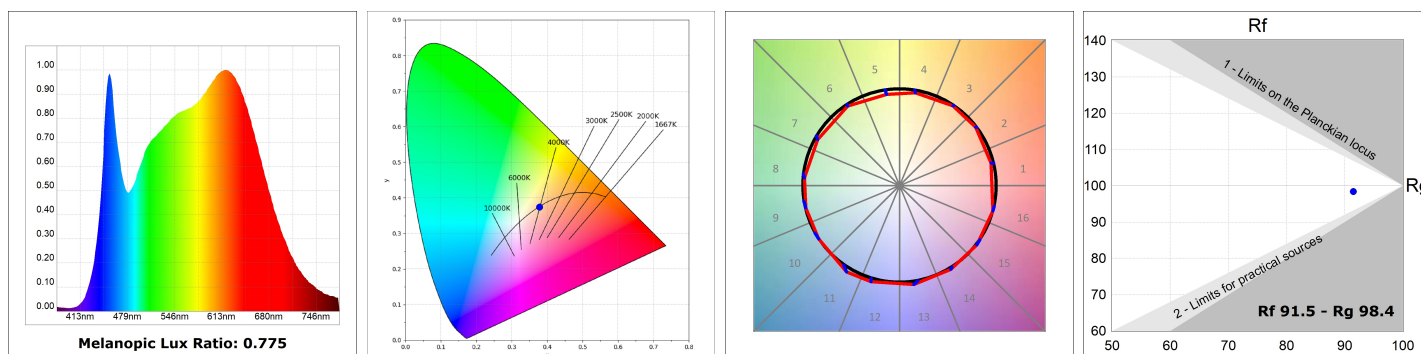 1.00
0.90
0.80
0.70
0.60
0.50
0.40
0.30
0.20
0.10
0.00
413nm 479nm 546nm 613nm 680nm 746nm
Melanopic Lux Ratio: 0.775
0.9
0.8
0.7
0.6
0.5
0.4
0.3
0.2
0.1
0.0
y
0.0 0.1 0.2 0.3 0.4 0.5 0.6 0.7 0.8
10000K
6000K
4000K
3000K
2500K
2000K
1667K
5 4
6 3
7 2
8 1
9 16
10 15
11 14
12 13
Rf
140
130
120
110
100
90
80
70
60
1 - Limits on the Planckian locus
Rg
2 - Limits for practical sources
Rf 91.5 - Rg 98.4
50 60 70 80 90 100